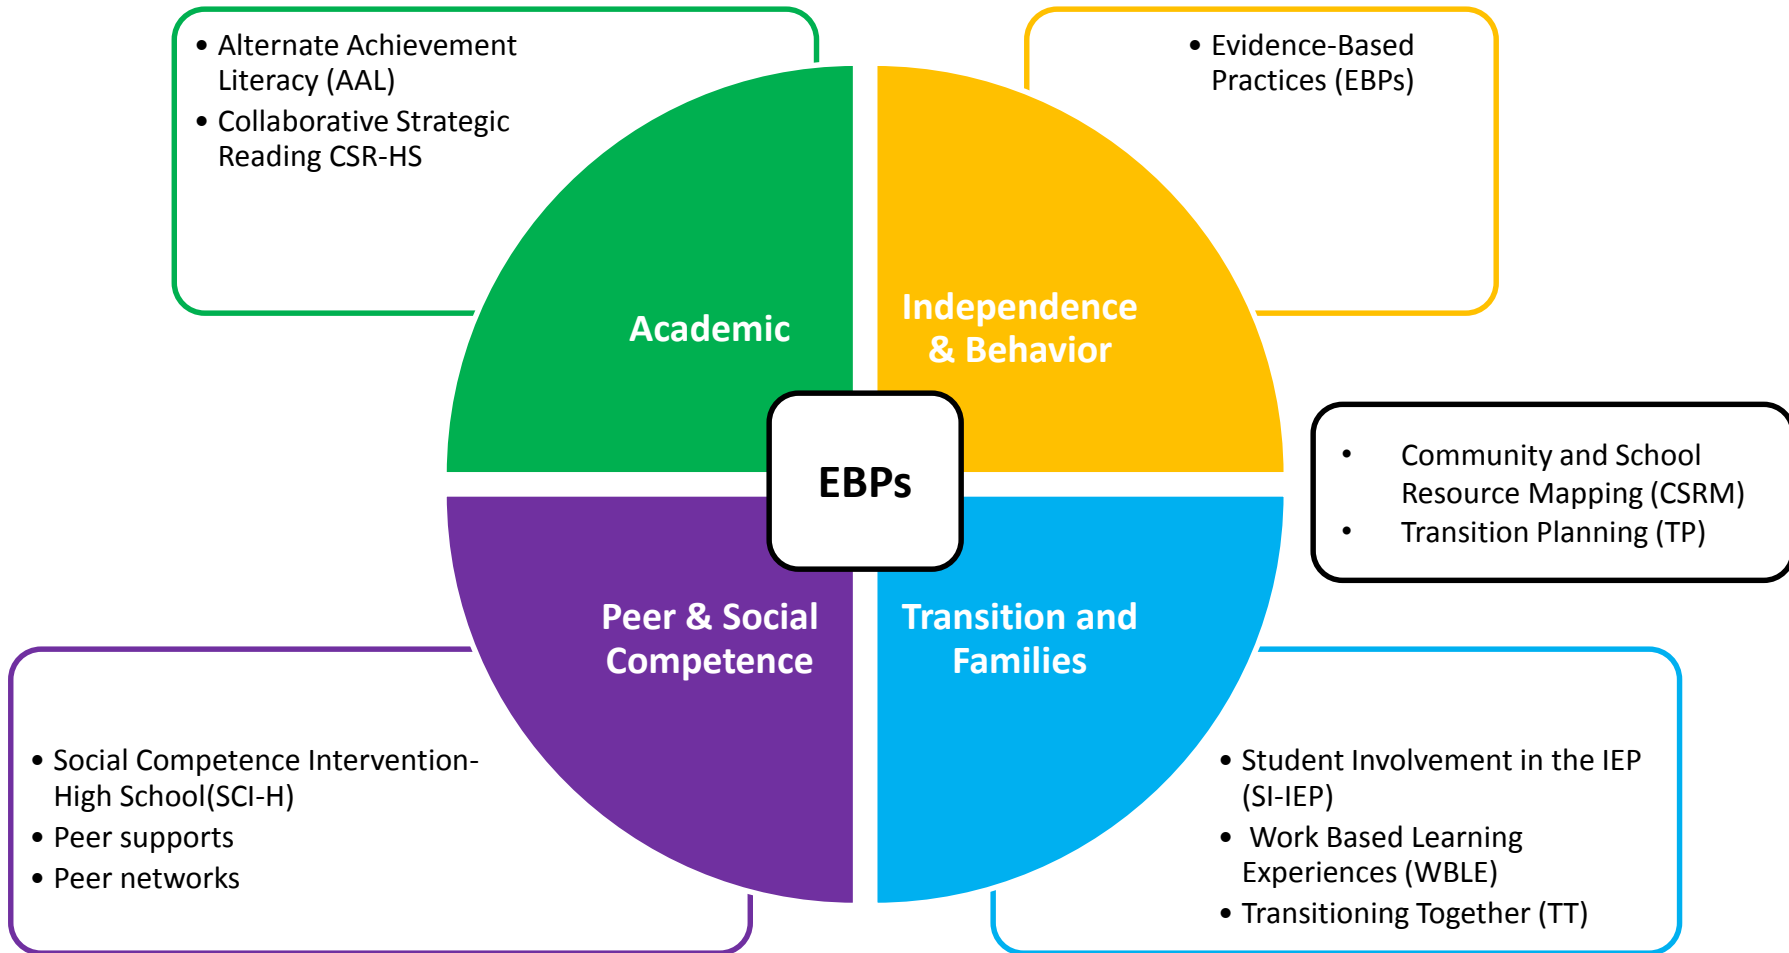 • Alternate Achievement
Literacy (AAL)
• Collaborative Strategic
Reading CSR-HS
• Evidence-Based
Practices (EBPs)
Academic
Independence
& Behavior
EBPs
• Community and School
Resource Mapping (CSRM)
• Transition Planning (TP)
Peer & Social
Competence
Transition and
Families
• Social Competence Intervention-
High School(SCI-H)
• Peer supports
• Peer networks
• Student Involvement in the IEP
(SI-IEP)
• Work Based Learning
Experiences (WBLE)
• Transitioning Together (TT)